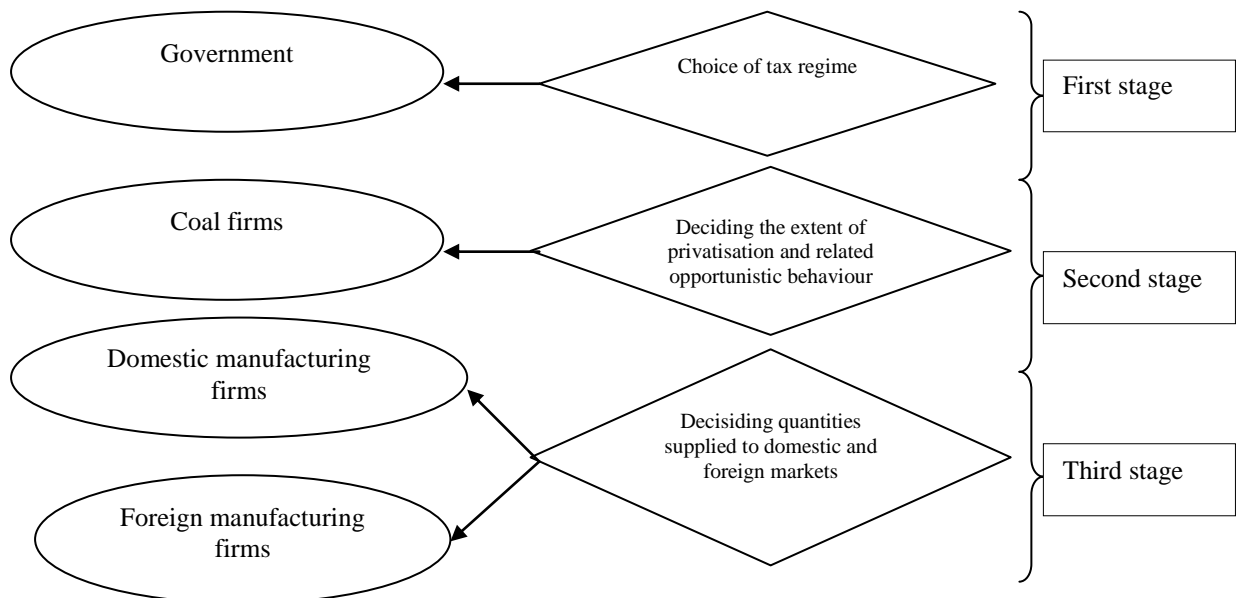 Government
Choice of tax regime
First stage
Coal firms
Deciding the extent of
privatisation and related
opportunistic behaviour
Second stage
Domestic manufacturing
firms
Decisiding quantities
supplied to domestic and
foreign markets
Third stage
Foreign manufacturing
firms